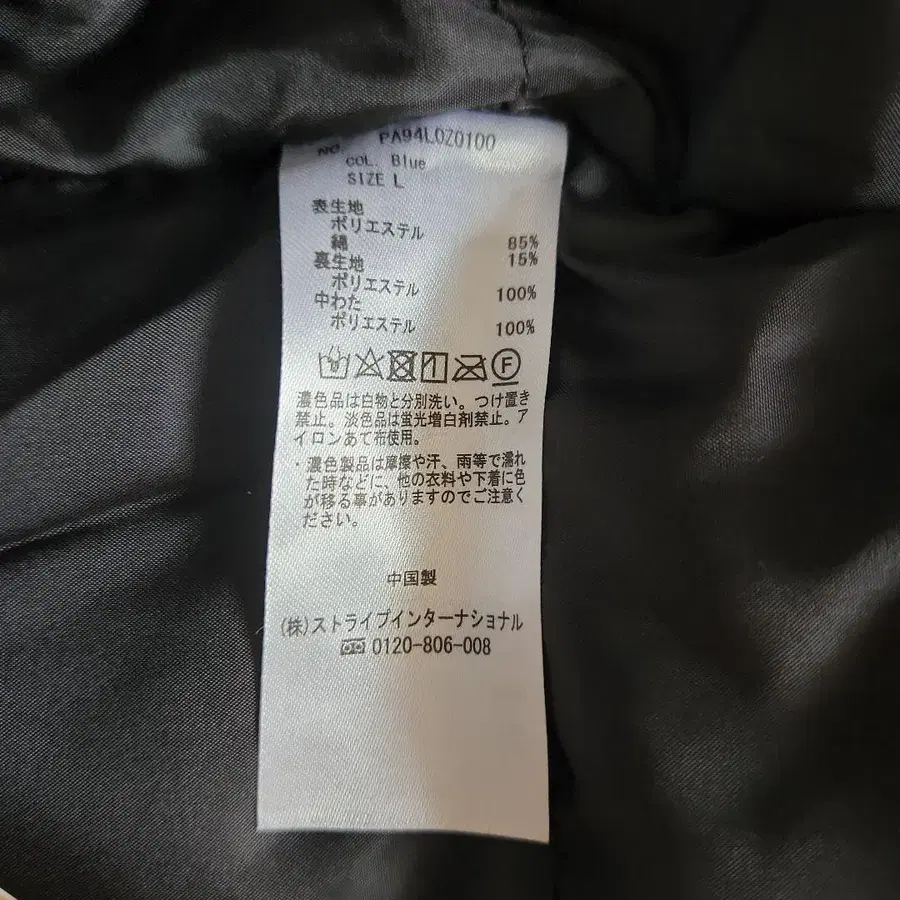 NO. PA94L0Z0100
COL. Blue
SIZE L
表生地
ポリエステル 85%
綿 15%
裏生地
ポリエステル 100%
中わた
ポリエステル 100%
F
濃色品は白物と分別洗い。つけ置き
禁止。淡色品は蛍光増白剤禁止。ア
イロンあて布使用。
・濃色製品は摩擦や汗、雨等で濡れ
た時などに、他の衣料や下着に色
が移る事がありますのでご注意く
ださい。
中国製
(株)ストライプインターナショナル
0120-806-008